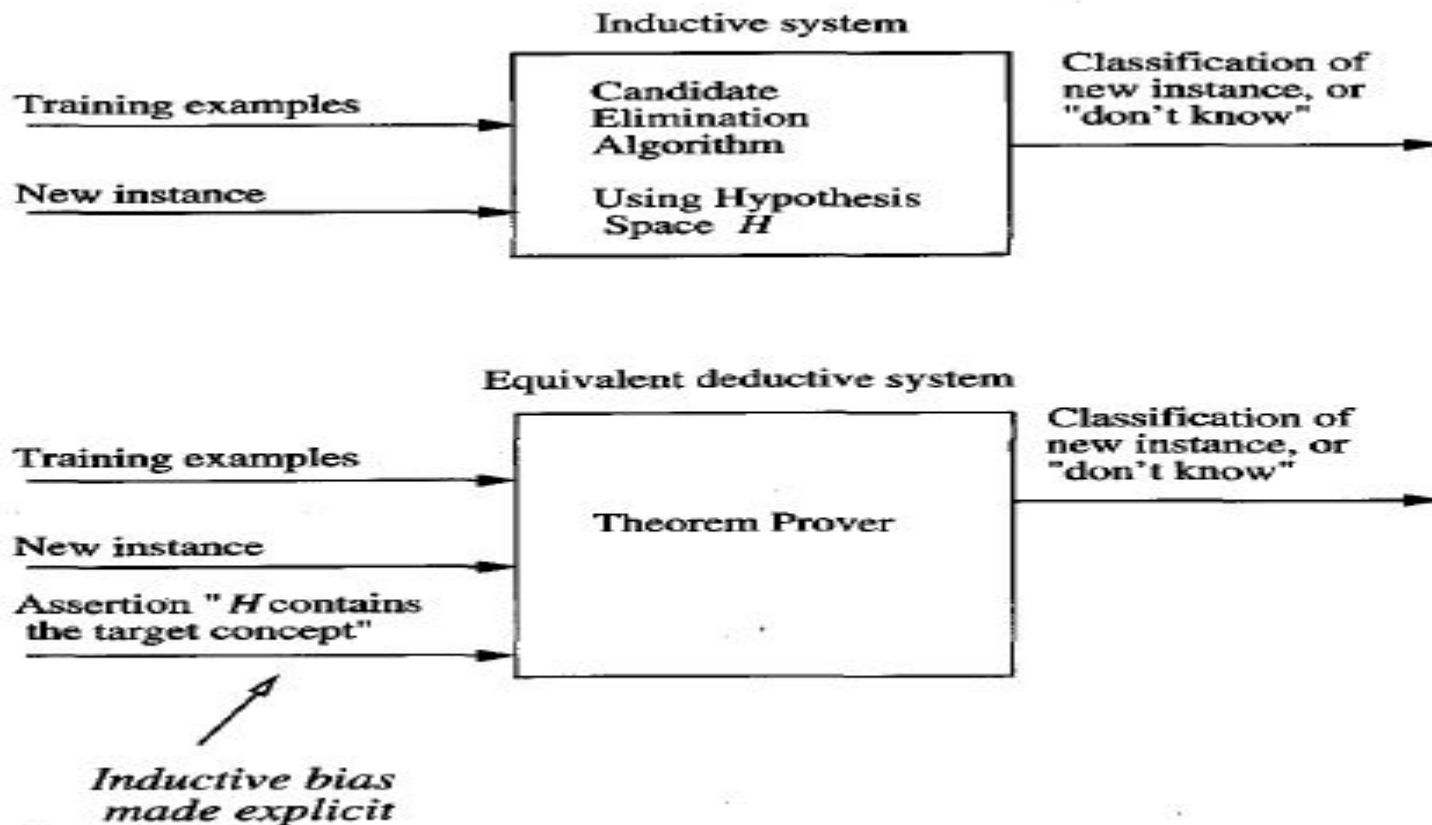 Inductive system
Training examples
New instance
Candidate
Elimination
Algorithm
Using Hypothesis
Space H
Classification of
new instance, or
"don't know"
Equivalent deductive system
Training examples
New instance
Assertion " H contains
the target concept"
Theorem Prover
Classification of
new instance, or
"don't know"
Inductive bias
made explicit